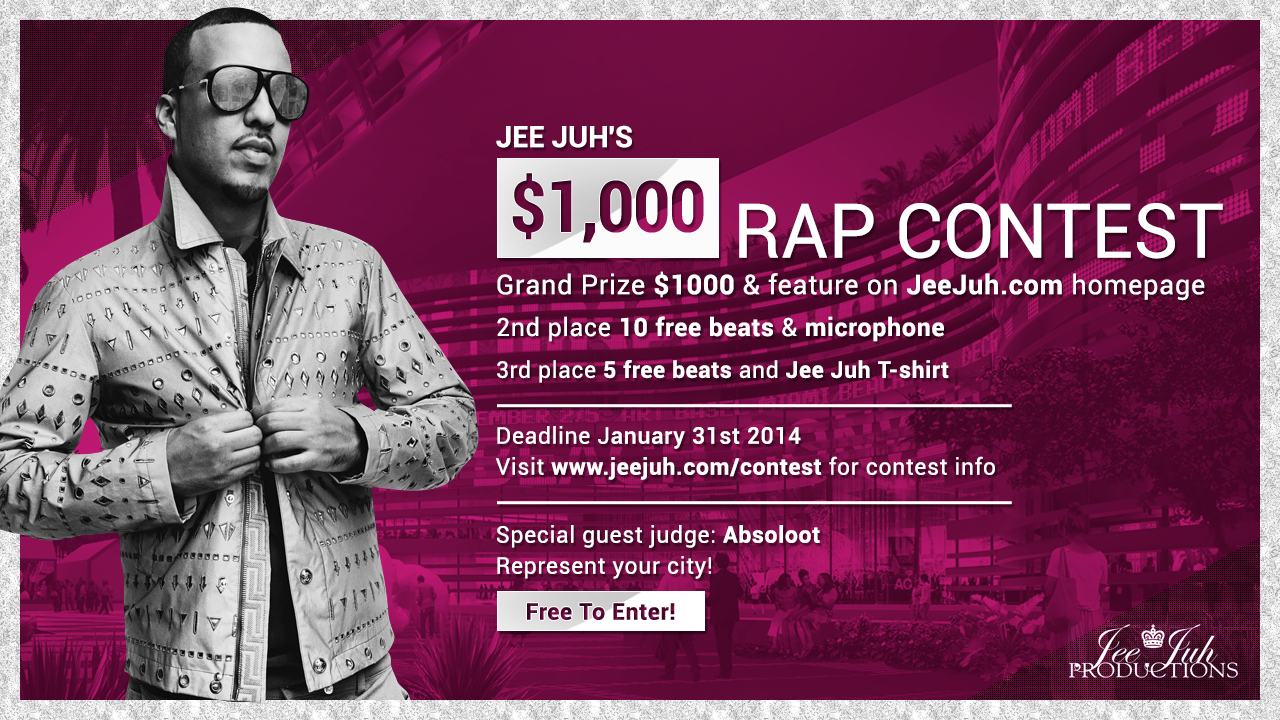 JEE JUH'S
$1,000 RAP CONTEST
Grand Prize $1000 & feature on JeeJuh.com homepage
2nd place 10 free beats & microphone
3rd place 5 free beats and Jee Juh T-shirt
Deadline January 31st 2014
Visit www.jeejuh.com/contest for contest info
Special guest judge: Absoloot
Represent your city!
Free To Enter!
Jee Juh
PRODUCTIONS